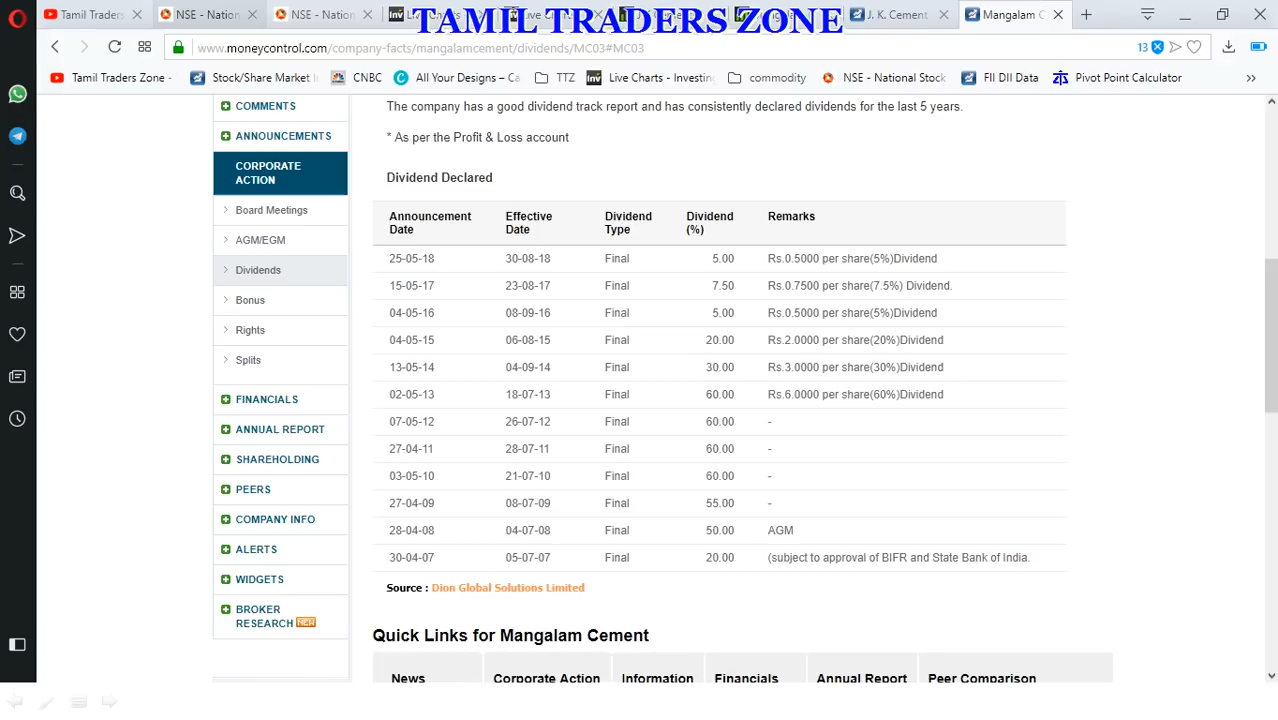 TAMIL TRADERS ZONE
Tamil Traders
NSE - Nation
NSE - Nation
J. K. Cement
Mangalam C
www.moneycontrol.com/company-facts/mangalamcement/dividends/MC03#MC03
13
Tamil Traders Zone - Stock/Share Market CNBC All Your Designs – Ca TTZ Live Charts - Investing commodity NSE - National Stock FII DII Data Pivot Point Calculator
COMMENTS
ANNOUNCEMENTS
CORPORATE
ACTION
Board Meetings
AGM/EGM
Dividends
Bonus
Rights
Splits
FINANCIALS
ANNUAL REPORT
SHAREHOLDING
PEERS
COMPANY INFO
ALERTS
WIDGETS
BROKER
RESEARCH NEW
The company has a good dividend track report and has consistently declared dividends for the last 5 years.
* As per the Profit & Loss account
Dividend Declared
Announcement Date Effective Date Dividend Type Dividend (%) Remarks
25-05-18 30-08-18 Final 5.00 Rs.0.5000 per share(5%)Dividend
15-05-17 23-08-17 Final 7.50 Rs.0.7500 per share(7.5%) Dividend.
04-05-16 08-09-16 Final 5.00 Rs.0.5000 per share(5%)Dividend
04-05-15 06-08-15 Final 20.00 Rs.2.0000 per share(20%)Dividend
13-05-14 04-09-14 Final 30.00 Rs.3.0000 per share(30%)Dividend
02-05-13 18-07-13 Final 60.00 Rs.6.0000 per share(60%)Dividend
07-05-12 26-07-12 Final 60.00 -
27-04-11 28-07-11 Final 60.00 -
03-05-10 21-07-10 Final 60.00 -
27-04-09 08-07-09 Final 55.00 -
28-04-08 04-07-08 Final 50.00 AGM
30-04-07 05-07-07 Final 20.00 (subject to approval of BIFR and State Bank of India.
Source : Dion Global Solutions Limited
Quick Links for Mangalam Cement
News Corporate Action Information Financials Annual Report Peer Comparison